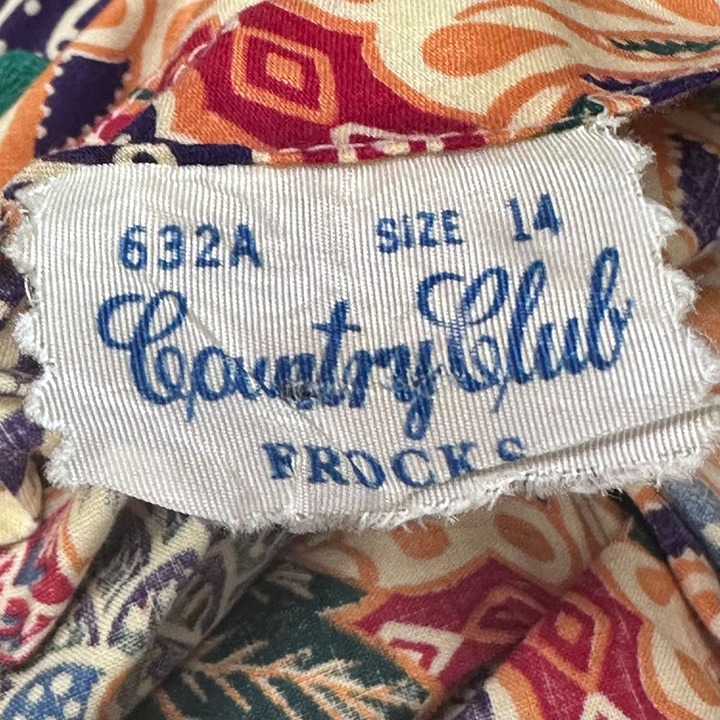 632A SIZE 14
Country Club
FROCKS